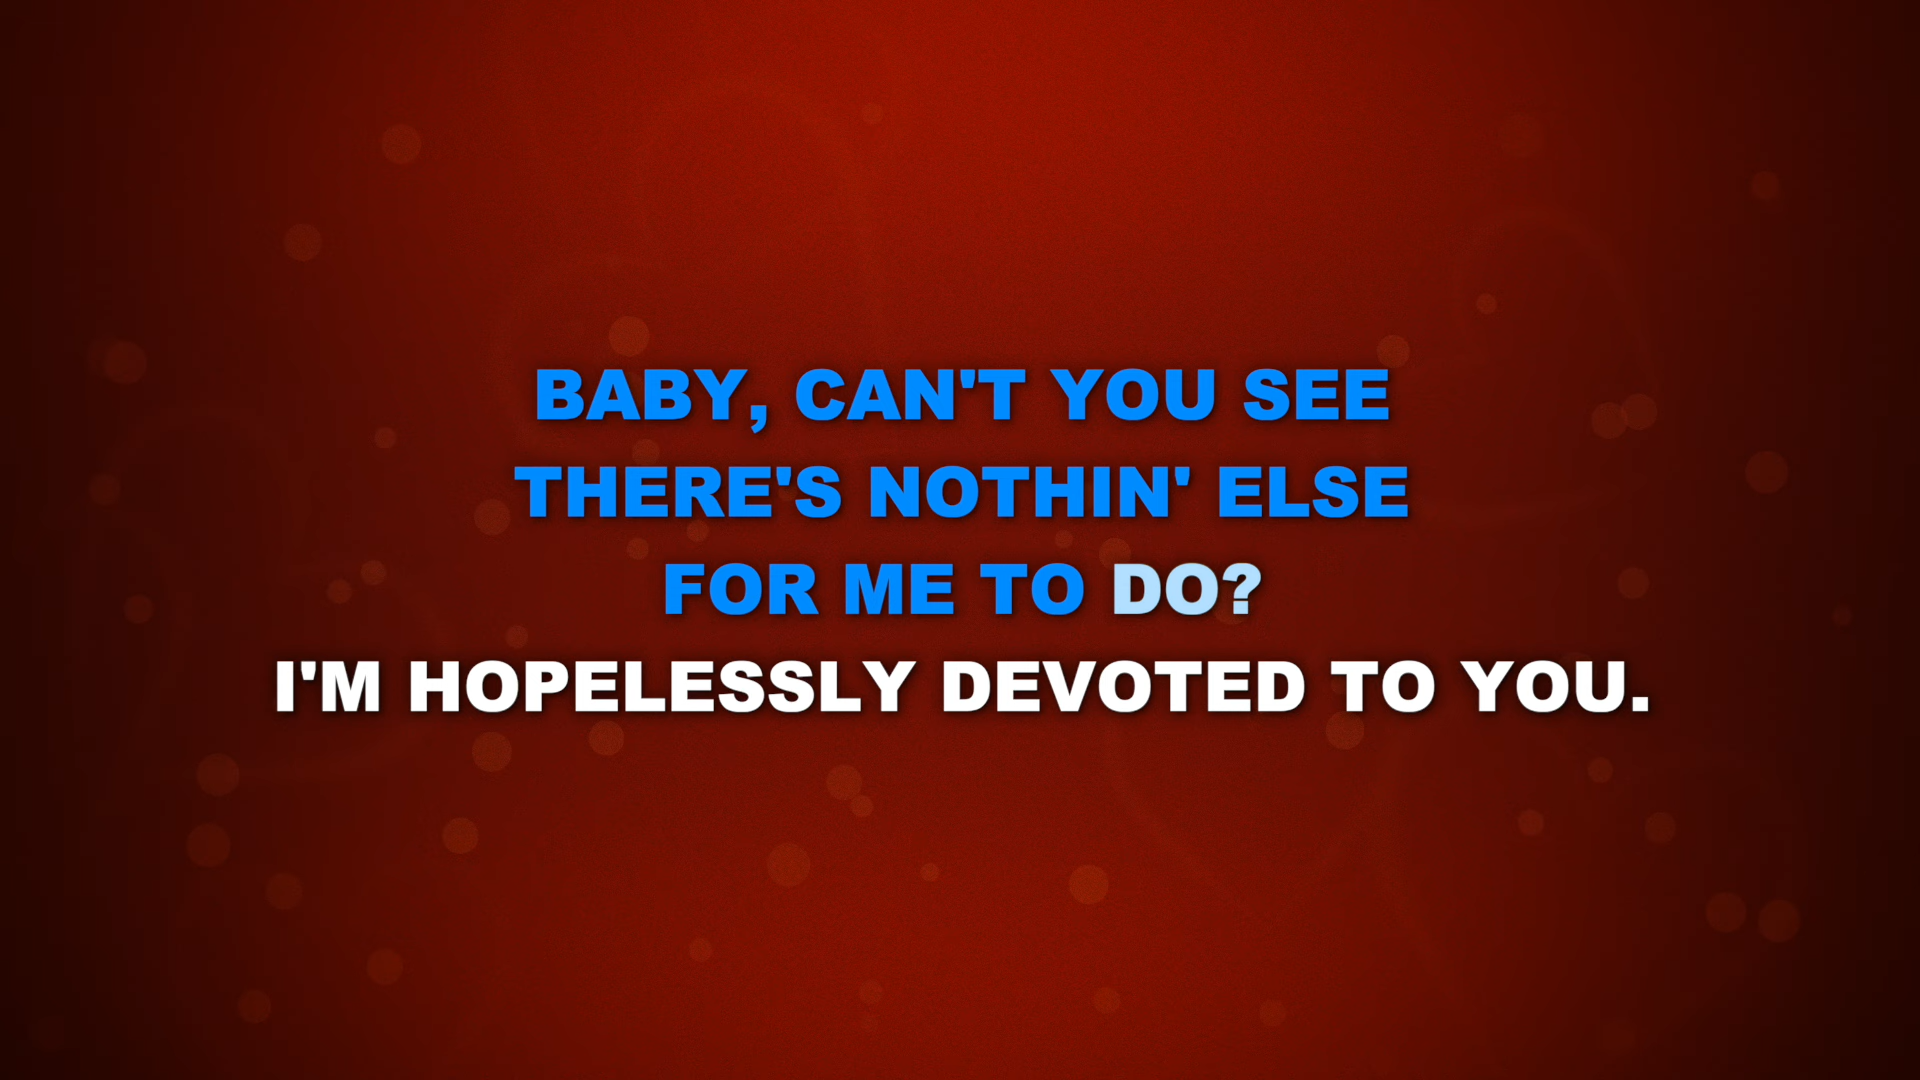 BABY, CAN'T YOU SEE
THERE'S NOTHIN' ELSE
FOR ME TO DO?
I'M HOPELESSLY DEVOTED TO YOU.